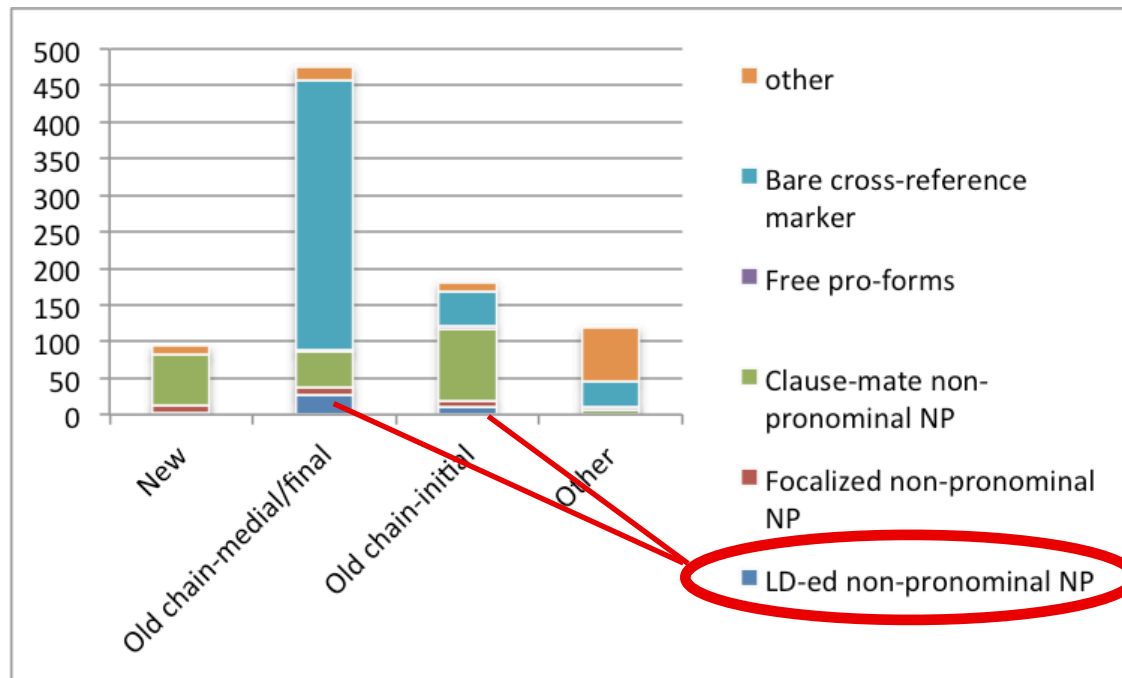 500
450
400
350
300
250
200
150
100
50
0
New
Old chain-medial/final
Old chain-initial
Other
other
Bare cross-reference
marker
Free pro-forms
Clause-mate non-
pronominal NP
Focalized non-pronominal
NP
LD-ed non-pronominal NP